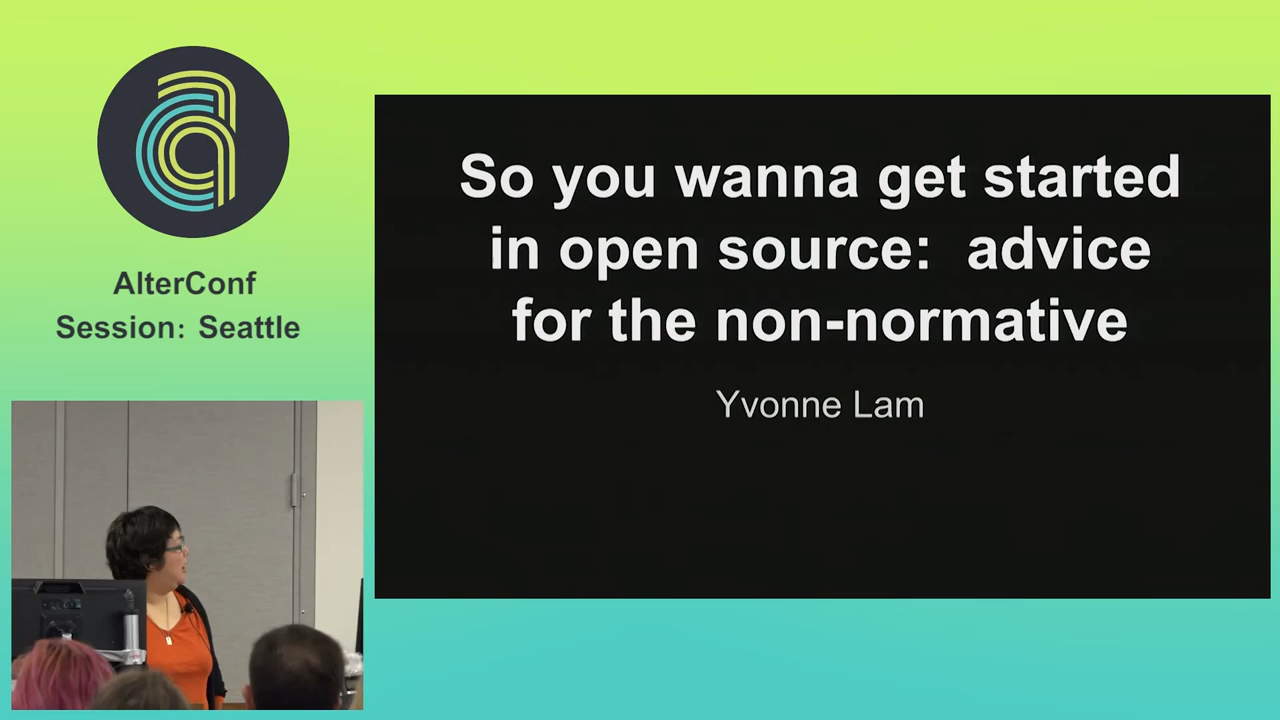 AlterConf
Session: Seattle
So you wanna get started
in open source: advice
for the non-normative
Yvonne Lam